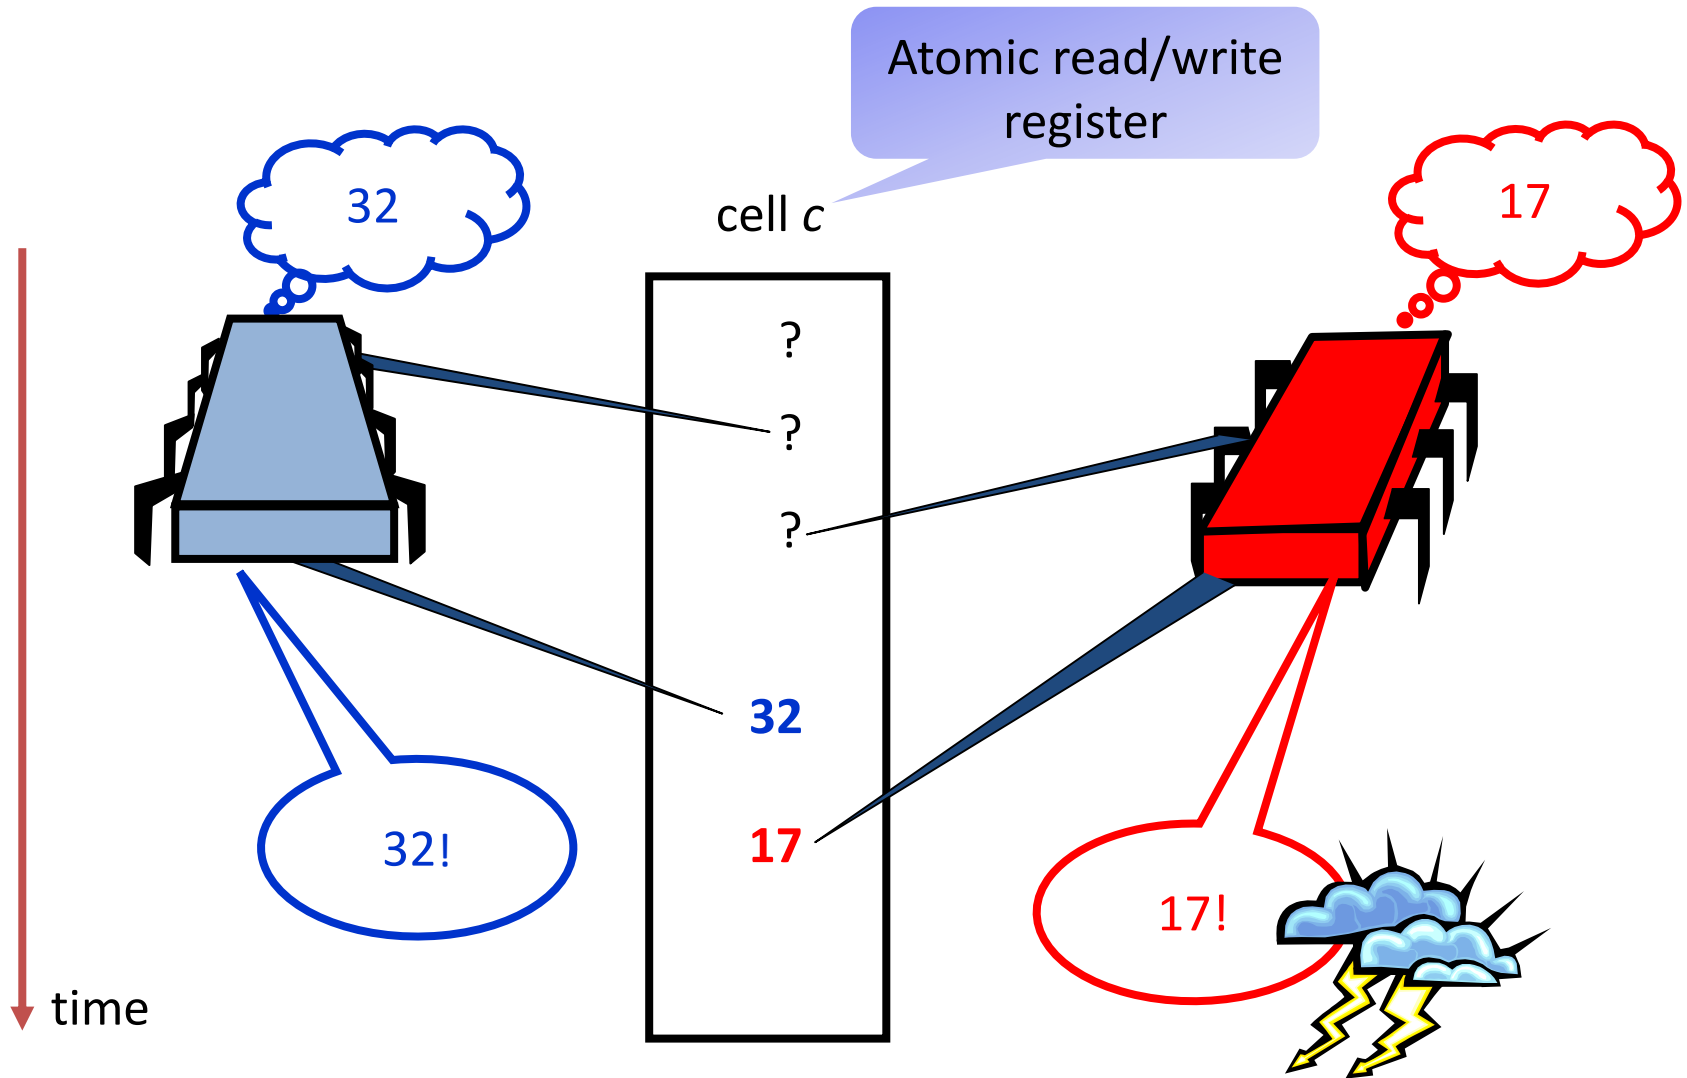 Atomic read/write
register
32
17
cell c
?
?
?
32
17
32!
17!
time